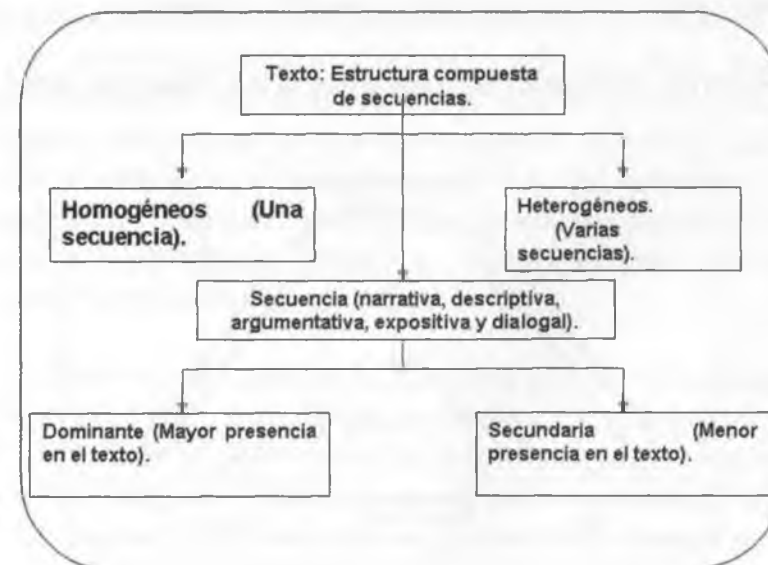 Texto: Estructura compuesta
de secuencias.
Homogéneos (Una
secuencia).
Heterogéneos.
(Varias
secuencias).
Secuencia (narrativa, descriptiva,
argumentativa, expositiva y dialogal).
Dominante (Mayor presencia
en el texto).
Secundaria (Menor
presencia en el texto).